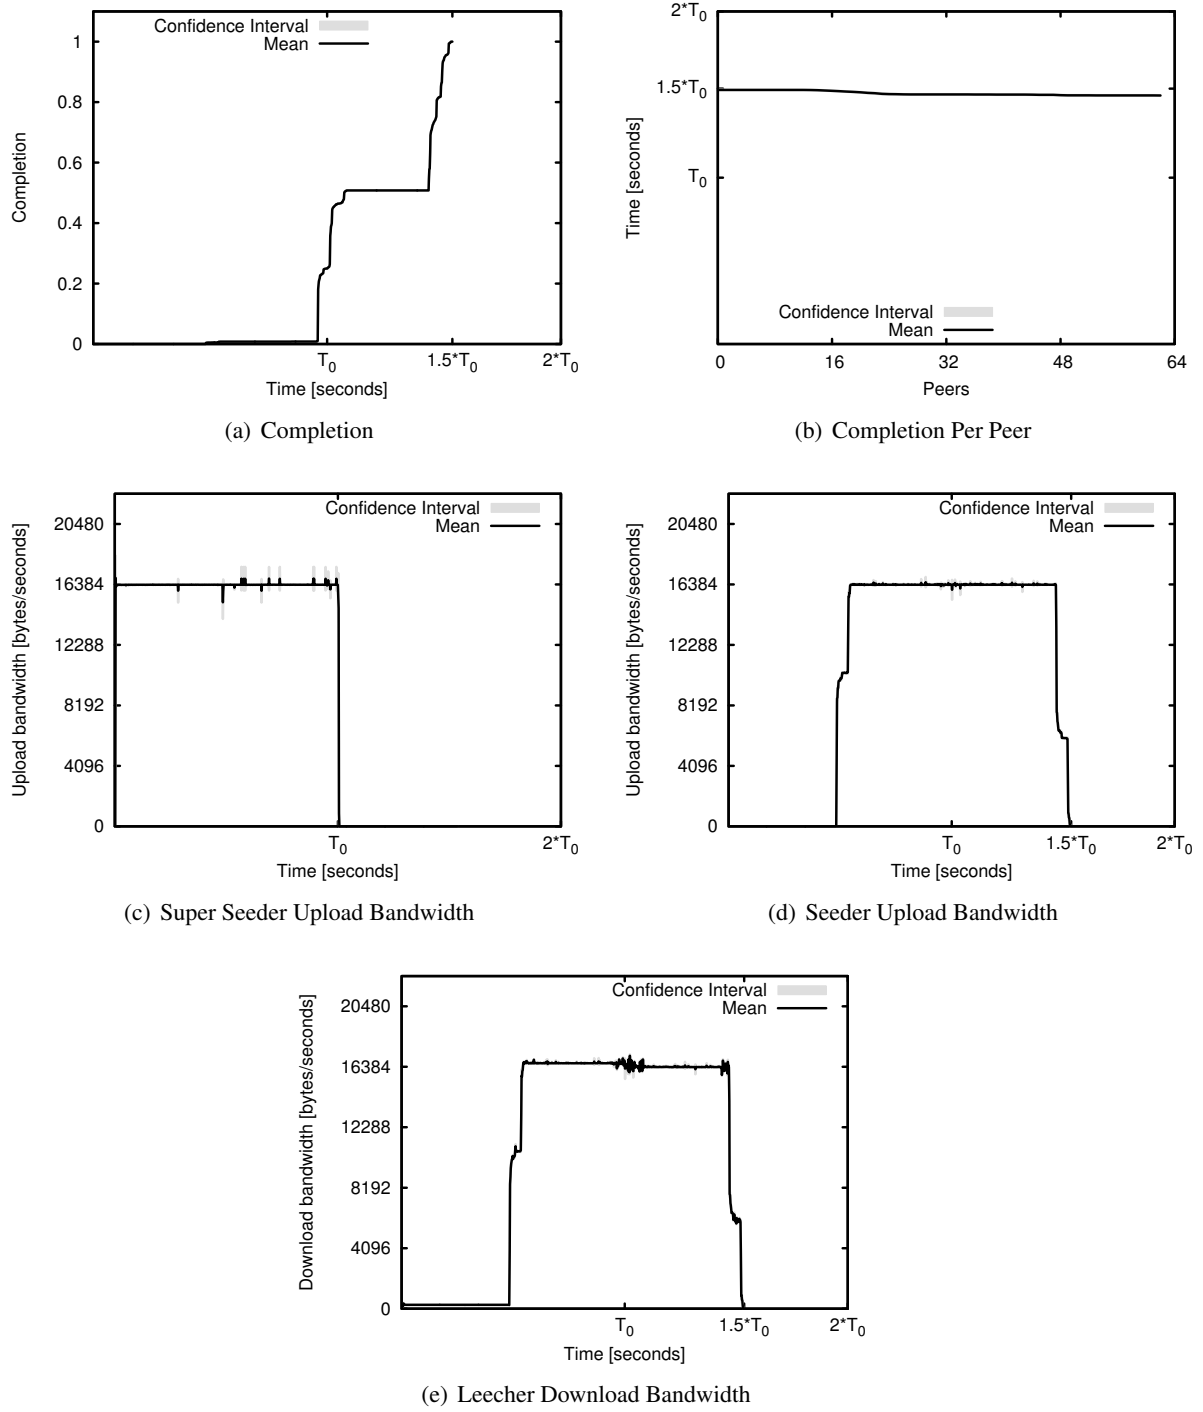 Confidence Interval
Mean
1
0.8
0.6
0.4
0.2
0
Completion
T0 1.5*T0 2*T0
Time [seconds]
(a) Completion
2*T0
1.5*T0
T0
Time [seconds]
Confidence Interval
Mean
0 16 32 48 64
Peers
(b) Completion Per Peer
Confidence Interval
Mean
20480
16384
12288
8192
4096
0
Upload bandwidth [bytes/seconds]
T0 2*T0
Time [seconds]
(c) Super Seeder Upload Bandwidth
Confidence Interval
Mean
20480
16384
12288
8192
4096
0
Upload bandwidth [bytes/seconds]
T0 1.5*T0 2*T0
Time [seconds]
(d) Seeder Upload Bandwidth
Confidence Interval
Mean
20480
16384
12288
8192
4096
0
Download bandwidth [bytes/seconds]
T0 1.5*T0 2*T0
Time [seconds]
(e) Leecher Download Bandwidth